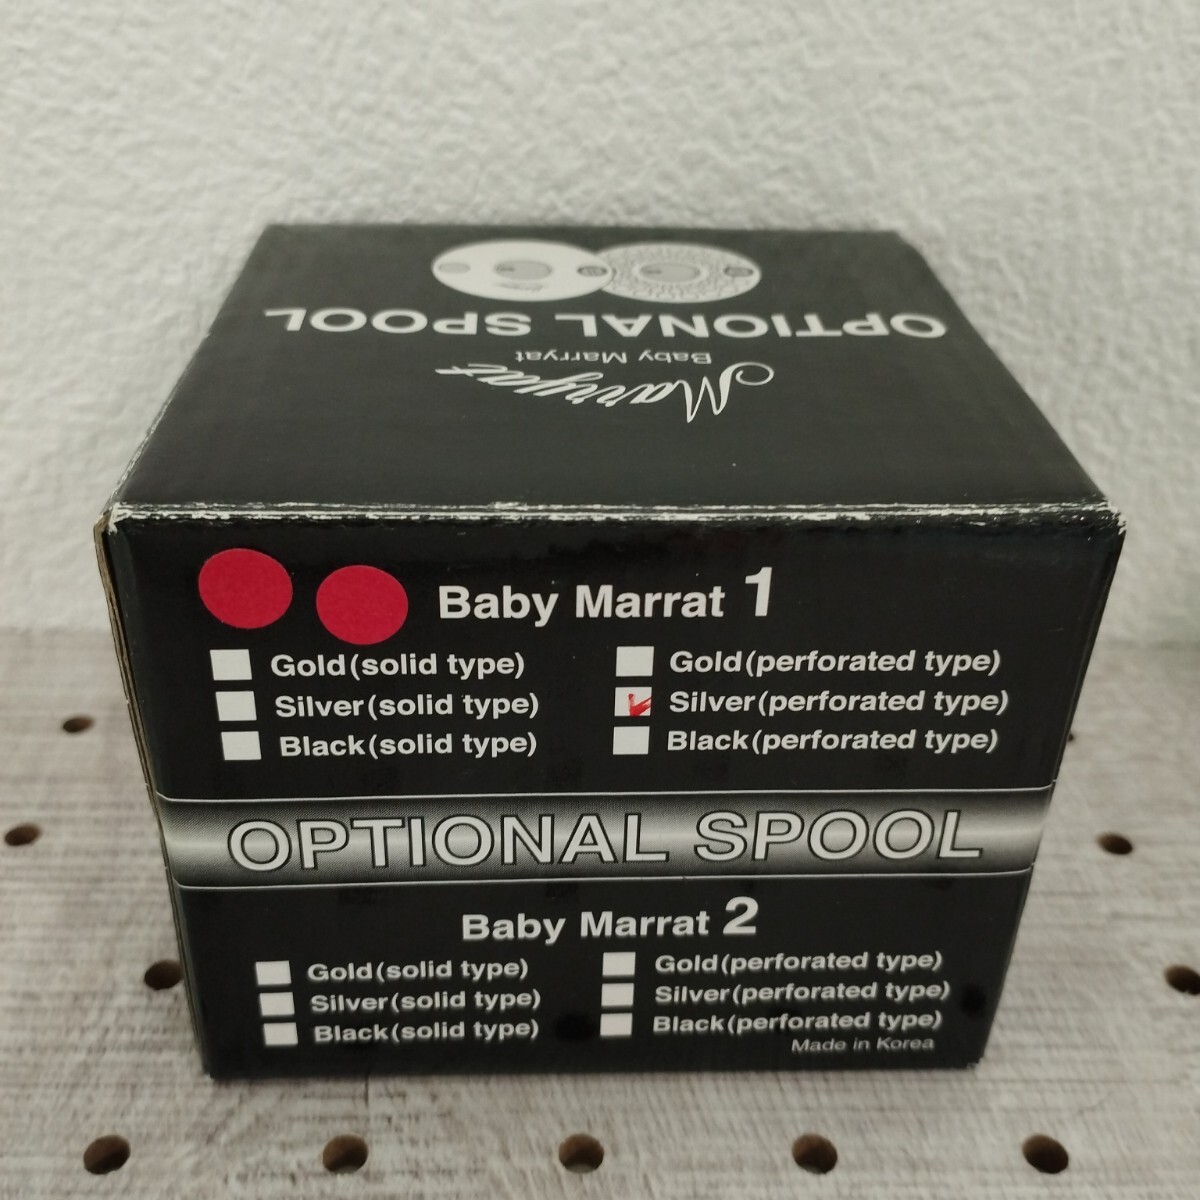 Marryat
Baby Marryat
OPTIONAL SPOOL
Baby Marrat 1
Gold(solid type)
Silver(solid type)
Black(solid type)
Gold(perforated type)
Silver(perforated type)
Black(perforated type)
OPTIONAL SPOOL
Baby Marrat 2
Gold(solid type)
Silver(solid type)
Black(solid type)
Gold(perforated type)
Silver(perforated type)
Black(perforated type)
Made in Korea